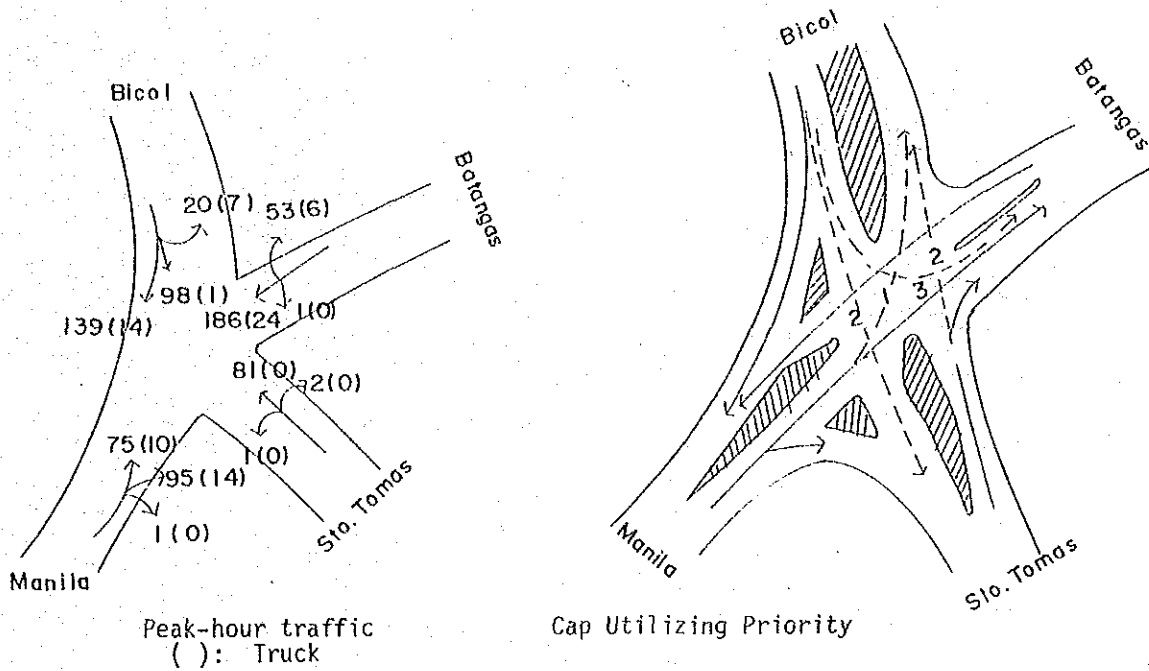 Bicol
Batangas
20(7)
53(6)
98(1)
139(14)
186(24
1(0)
81(0)
2(0)
1(0)
75(10)
95(14)
1(0)
Manila
Sto. Tomas
Peak-hour traffic
( ): Truck
Bicol
Batangas
2
1
3
2
Manila
Slo. Tomas
Cap Utilizing Priority